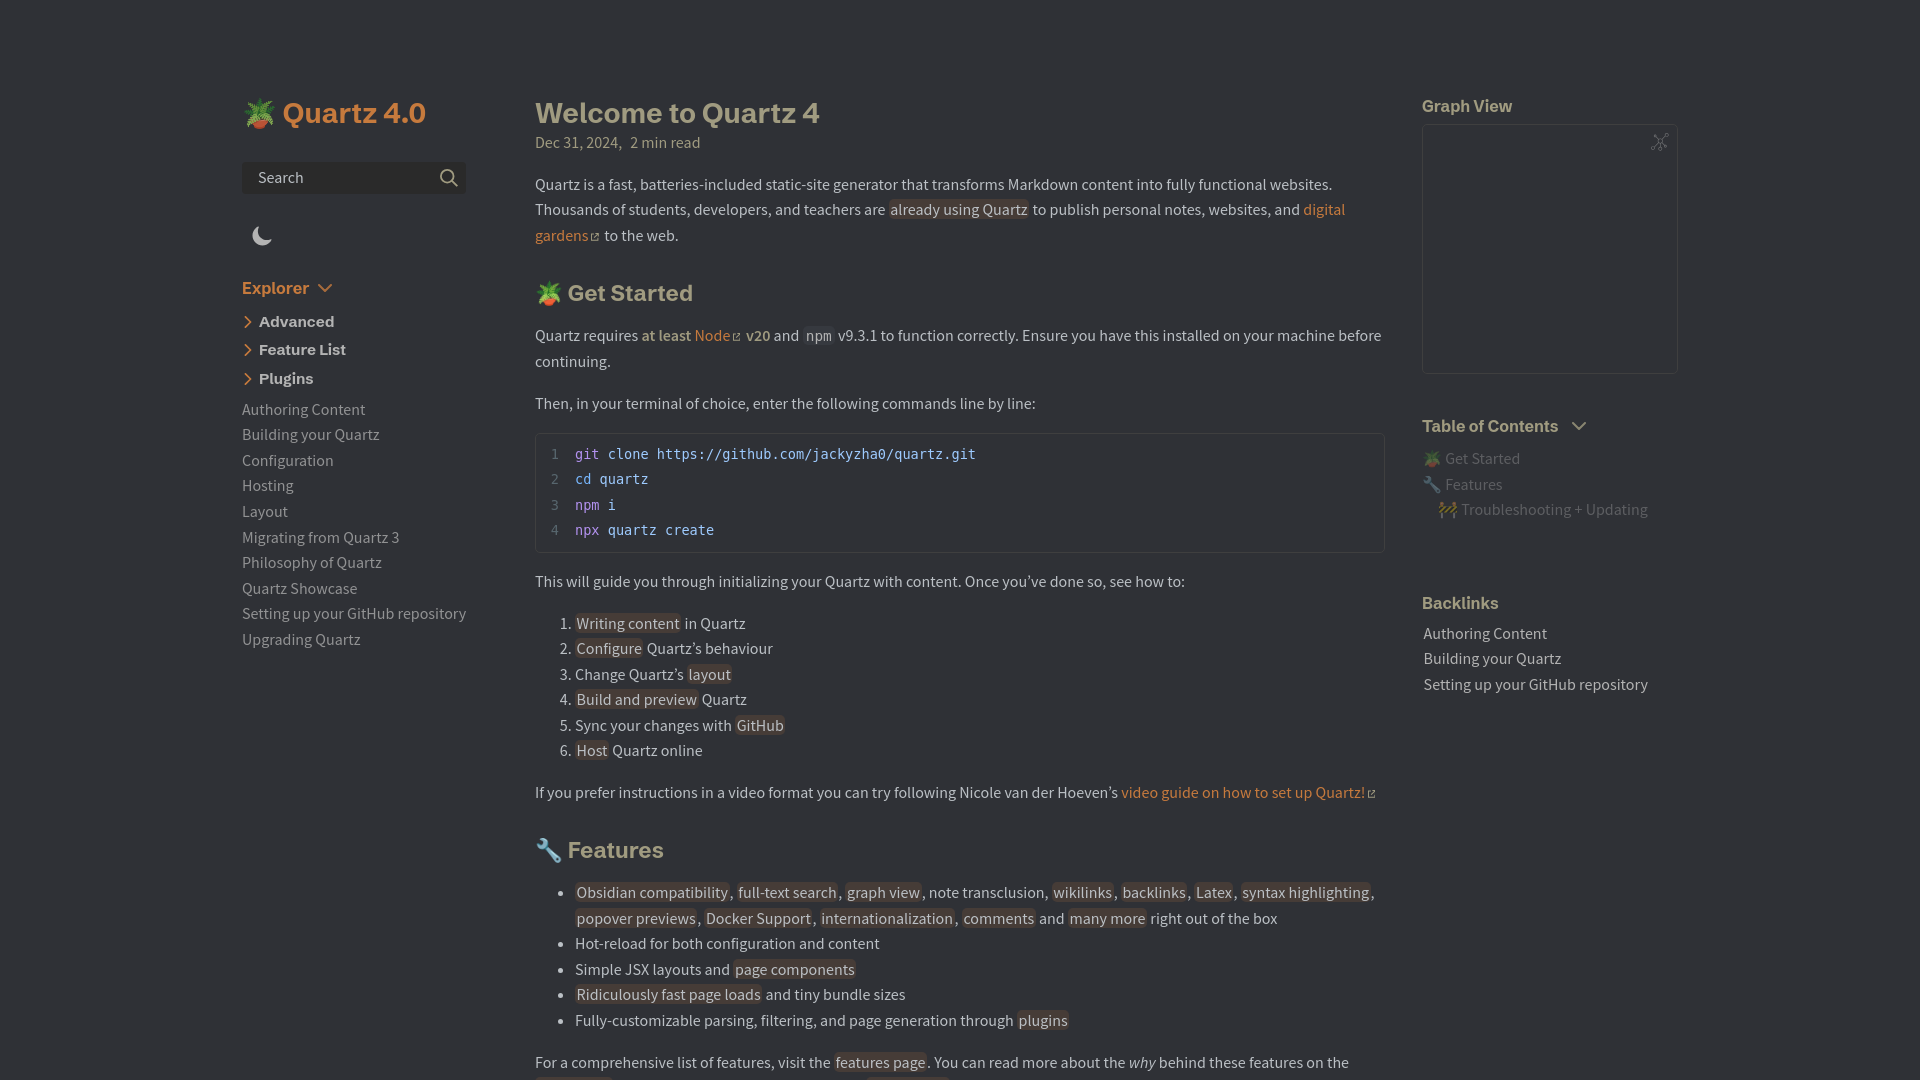 🪴 Quartz 4.0
Search
Explorer
Advanced
Feature List
Plugins
Authoring Content
Building your Quartz
Configuration
Hosting
Layout
Migrating from Quartz 3
Philosophy of Quartz
Quartz Showcase
Setting up your GitHub repository
Upgrading Quartz
Welcome to Quartz 4
Dec 31, 2024, 2 min read
Quartz is a fast, batteries-included static-site generator that transforms Markdown content into fully functional websites.
Thousands of students, developers, and teachers are already using Quartz to publish personal notes, websites, and digital
gardens to the web.
🪴 Get Started
Quartz requires at least Node v20 and npm v9.3.1 to function correctly. Ensure you have this installed on your machine before
continuing.
Then, in your terminal of choice, enter the following commands line by line:
1 git clone https://github.com/jackyzha0/quartz.git
2 cd quartz
3 npm i
4 npx quartz create
This will guide you through initializing your Quartz with content. Once you’ve done so, see how to:
1. Writing content in Quartz
2. Configure Quartz’s behaviour
3. Change Quartz’s layout
4. Build and preview Quartz
5. Sync your changes with GitHub
6. Host Quartz online
If you prefer instructions in a video format you can try following Nicole van der Hoeven’s video guide on how to set up Quartz!
🔧 Features
• Obsidian compatibility, full-text search, graph view, note transclusion, wikilinks, backlinks, Latex, syntax highlighting,
popover previews, Docker Support, internationalization, comments and many more right out of the box
• Hot-reload for both configuration and content
• Simple JSX layouts and page components
• Ridiculously fast page loads and tiny bundle sizes
• Fully-customizable parsing, filtering, and page generation through plugins
For a comprehensive list of features, visit the features page. You can read more about the why behind these features on the
Graph View
Table of Contents
🪴 Get Started
🔧 Features
🚧 Troubleshooting + Updating
Backlinks
Authoring Content
Building your Quartz
Setting up your GitHub repository